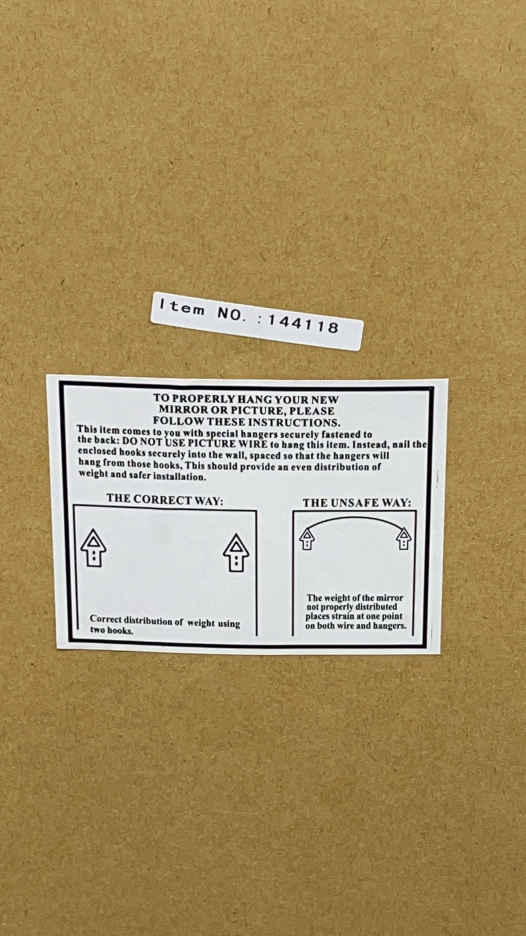 Item NO. :144118
TO PROPERLY HANG YOUR NEW
MIRROR OR PICTURE, PLEASE
FOLLOW THESE INSTRUCTIONS.
This item comes to you with special hangers securely fastened to
the back: DO NOT USE PICTURE WIRE to hang this item. Instead, nail the
enclosed hooks securely into the wall, spaced so that the hangers will
hang from those hooks, This should provide an even distribution of
weight and safer installation.
THE CORRECT WAY:
Correct distribution of weight using
two hooks.
THE UNSAFE WAY:
The weight of the mirror
not properly distributed
places strain at one point
on both wire and hangers.